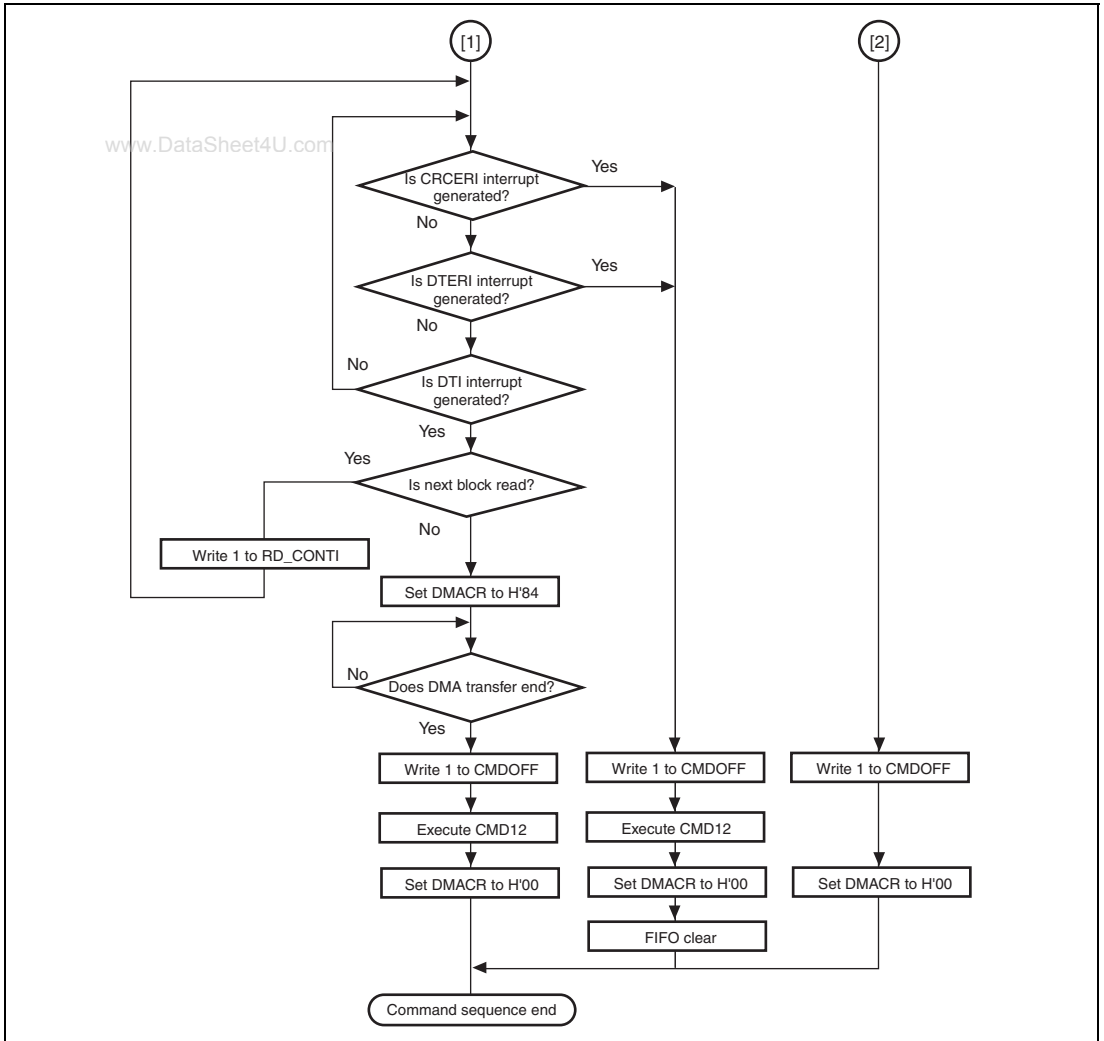 [1]
[2]
www.DataSheet4U.com
Is CRCERI interrupt
generated?
Yes
No
Is DTERI interrupt
generated?
Yes
No
Is DTI interrupt
generated?
No
Yes
Is next block read?
Yes
No
Write 1 to RD_CONTI
Set DMACR to H'84
Does DMA transfer end?
No
Yes
Write 1 to CMDOFF
Write 1 to CMDOFF
Write 1 to CMDOFF
Execute CMD12
Execute CMD12
Set DMACR to H'00
Set DMACR to H'00
Set DMACR to H'00
FIFO clear
Command sequence end